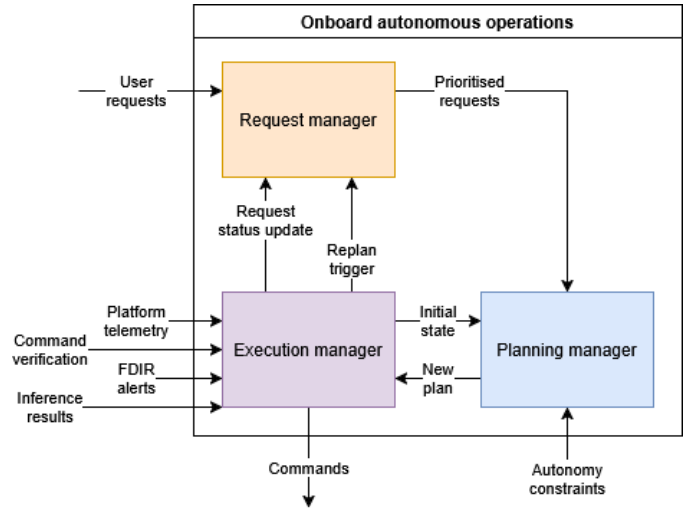 Onboard autonomous operations
User
requests
Request manager
Prioritised
requests
Request
status update
Replan
trigger
Platform
telemetry
Command
verification
FDIR
alerts
Inference
results
Execution manager
Initial
state
New
plan
Planning manager
Commands
Autonomy
constraints